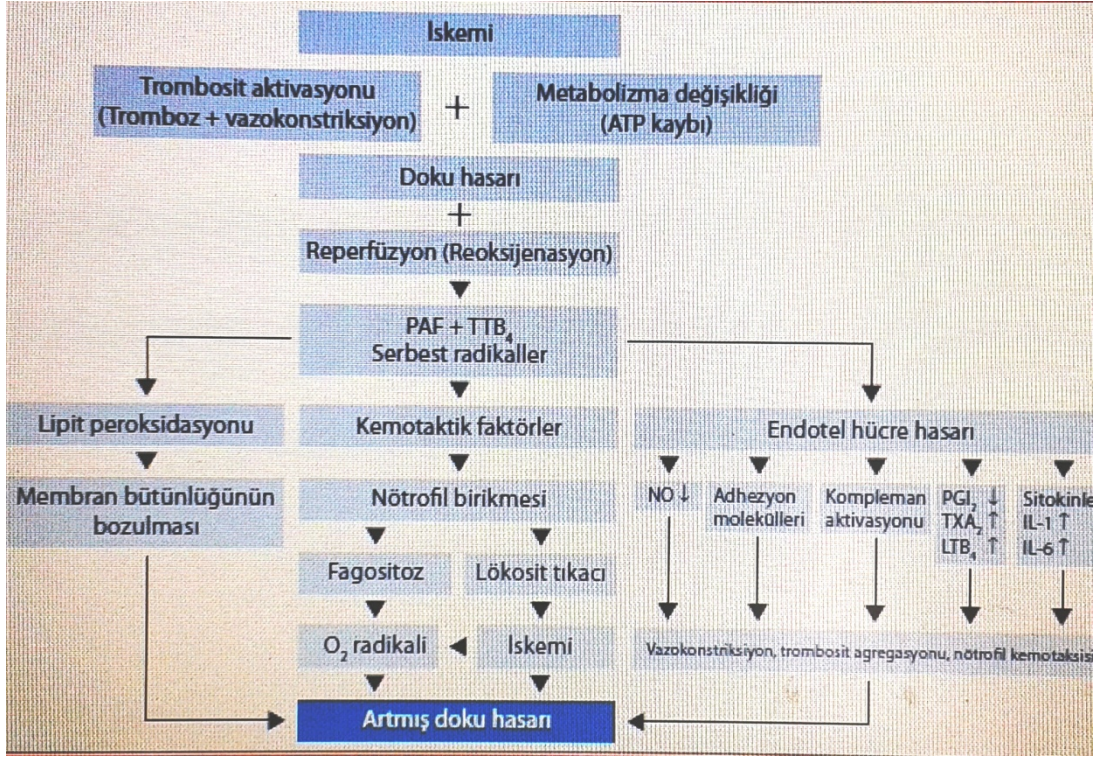 İskemi
Trombosit aktivasyonu
(Tromboz + vazokonstriksiyon)
+
Metabolizma değişikliği
(ATP kaybı)
Doku hasarı
+
Reperfüzyon (Reoksijenasyon)
PAF + TTB₄
Serbest radikaller
Lipit peroksidasyonu
Membran bütünlüğünün
bozulması
Kemotaktik faktörler
Nötrofil birikmesi
Fagositoz
Lökosit tıkacı
O₂ radikali
İskemi
Endotel hücre hasarı
NO ↓
Adhezyon
molekülleri
Kompleman
aktivasyonu
PGI₂ ↓
TXA₂ ↑
LTB₄ ↑
Sitokinle
IL-1 ↑
IL-6 ↑
Vazokonstriksiyon, trombosit agregasyonu, nötrofil kemotaksisi
Artmış doku hasarı